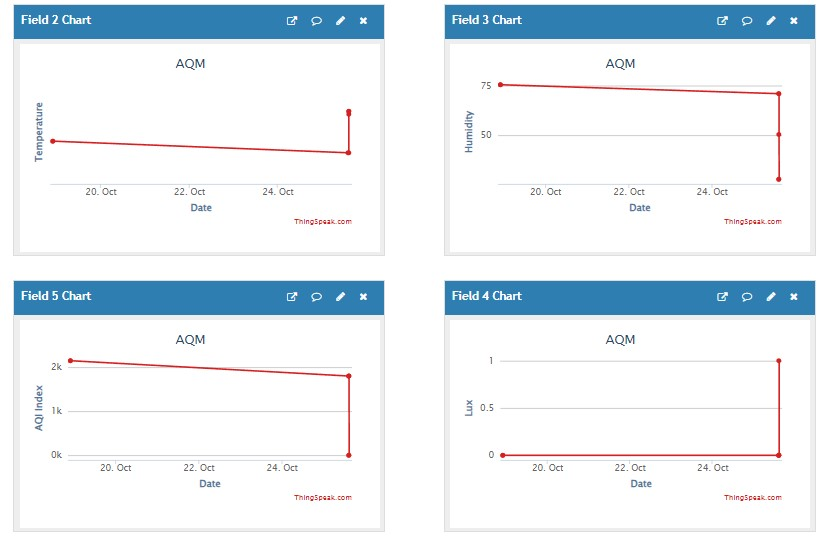 Field 2 Chart
AQM
Temperature
20. Oct 22. Oct 24. Oct
Date
ThingSpeak.com
Field 3 Chart
AQM
Humidity
75
50
20. Oct 22. Oct 24. Oct
Date
ThingSpeak.com
Field 5 Chart
AQM
AQI Index
2k
1k
0k
20. Oct 22. Oct 24. Oct
Date
ThingSpeak.com
Field 4 Chart
AQM
Lux
1
0.5
0
20. Oct 22. Oct 24. Oct
Date
ThingSpeak.com